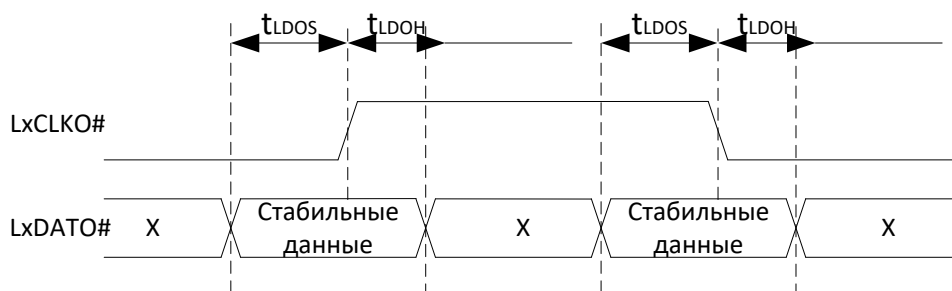 tLDOS tLDOH tLDOS tLDOH
LxCLKO#
LxDATO# X Стабильные данные X Стабильные данные X